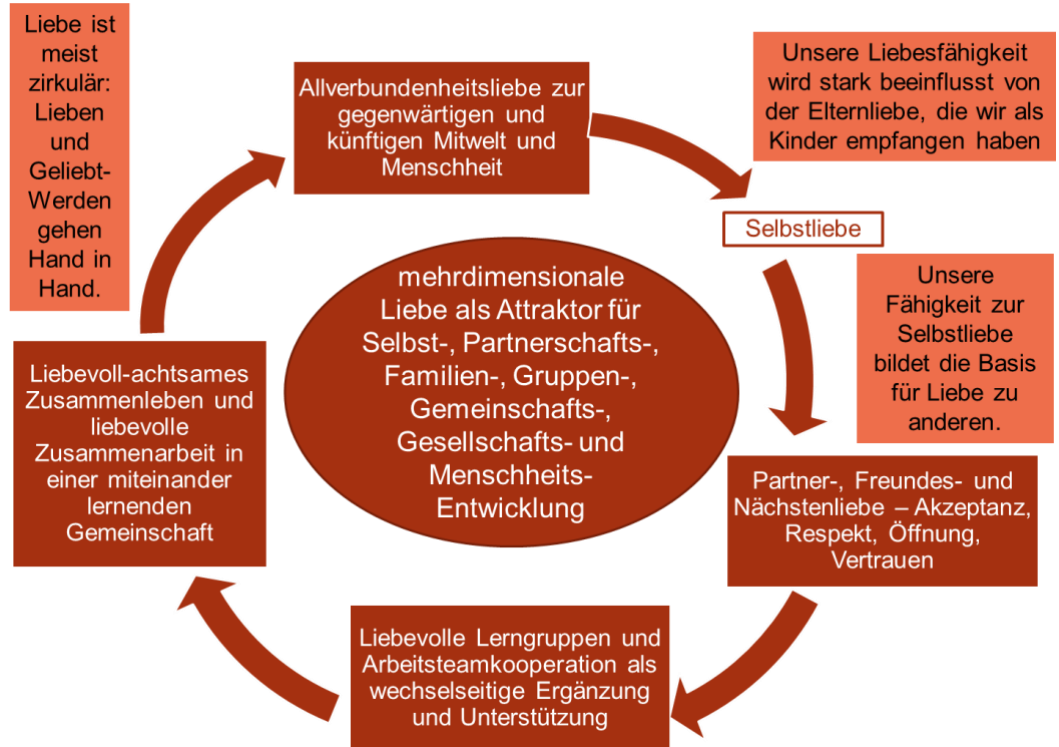 Liebe ist
meist
zirkulär:
Lieben
und
Geliebt-
Werden
gehen
Hand in
Hand.
Allverbundenheitsliebe zur
gegenwärtigen und
künftigen Mitwelt und
Menschheit
Unsere Liebesfähigkeit
wird stark beeinflusst von
der Elternliebe, die wir als
Kinder empfangen haben
Selbstliebe
Unsere
Fähigkeit zur
Selbstliebe
bildet die Basis
für Liebe zu
anderen.
mehrdimensionale
Liebe als Attraktor für
Selbst-, Partnerschafts-,
Familien-, Gruppen-,
Gemeinschafts-,
Gesellschafts- und
Menschheits-
Entwicklung
Partner-, Freundes- und
Nächstenliebe – Akzeptanz,
Respekt, Öffnung,
Vertrauen
Liebevolle Lerngruppen und
Arbeitsteamkooperation als
wechselseitige Ergänzung
und Unterstützung
Liebevoll-achtsames
Zusammenleben und
liebevolle
Zusammenarbeit in
einer miteinander
lernenden
Gemeinschaft